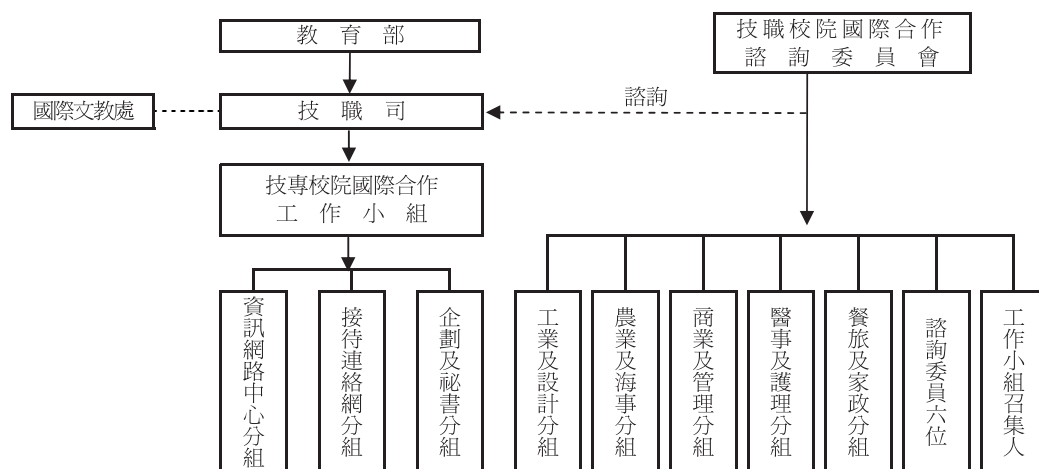 教育部
技職校院國際合作
諮詢委員會
國際文教處
技職司
諮詢
技專校院國際合作
工作小組
資訊網路中心分組
接待連絡網分組
企劃及祕書分組
工業及設計分組
農業及海事分組
商業及管理分組
醫事及護理分組
餐旅及家政分組
諮詢委員六位
工作小組召集人